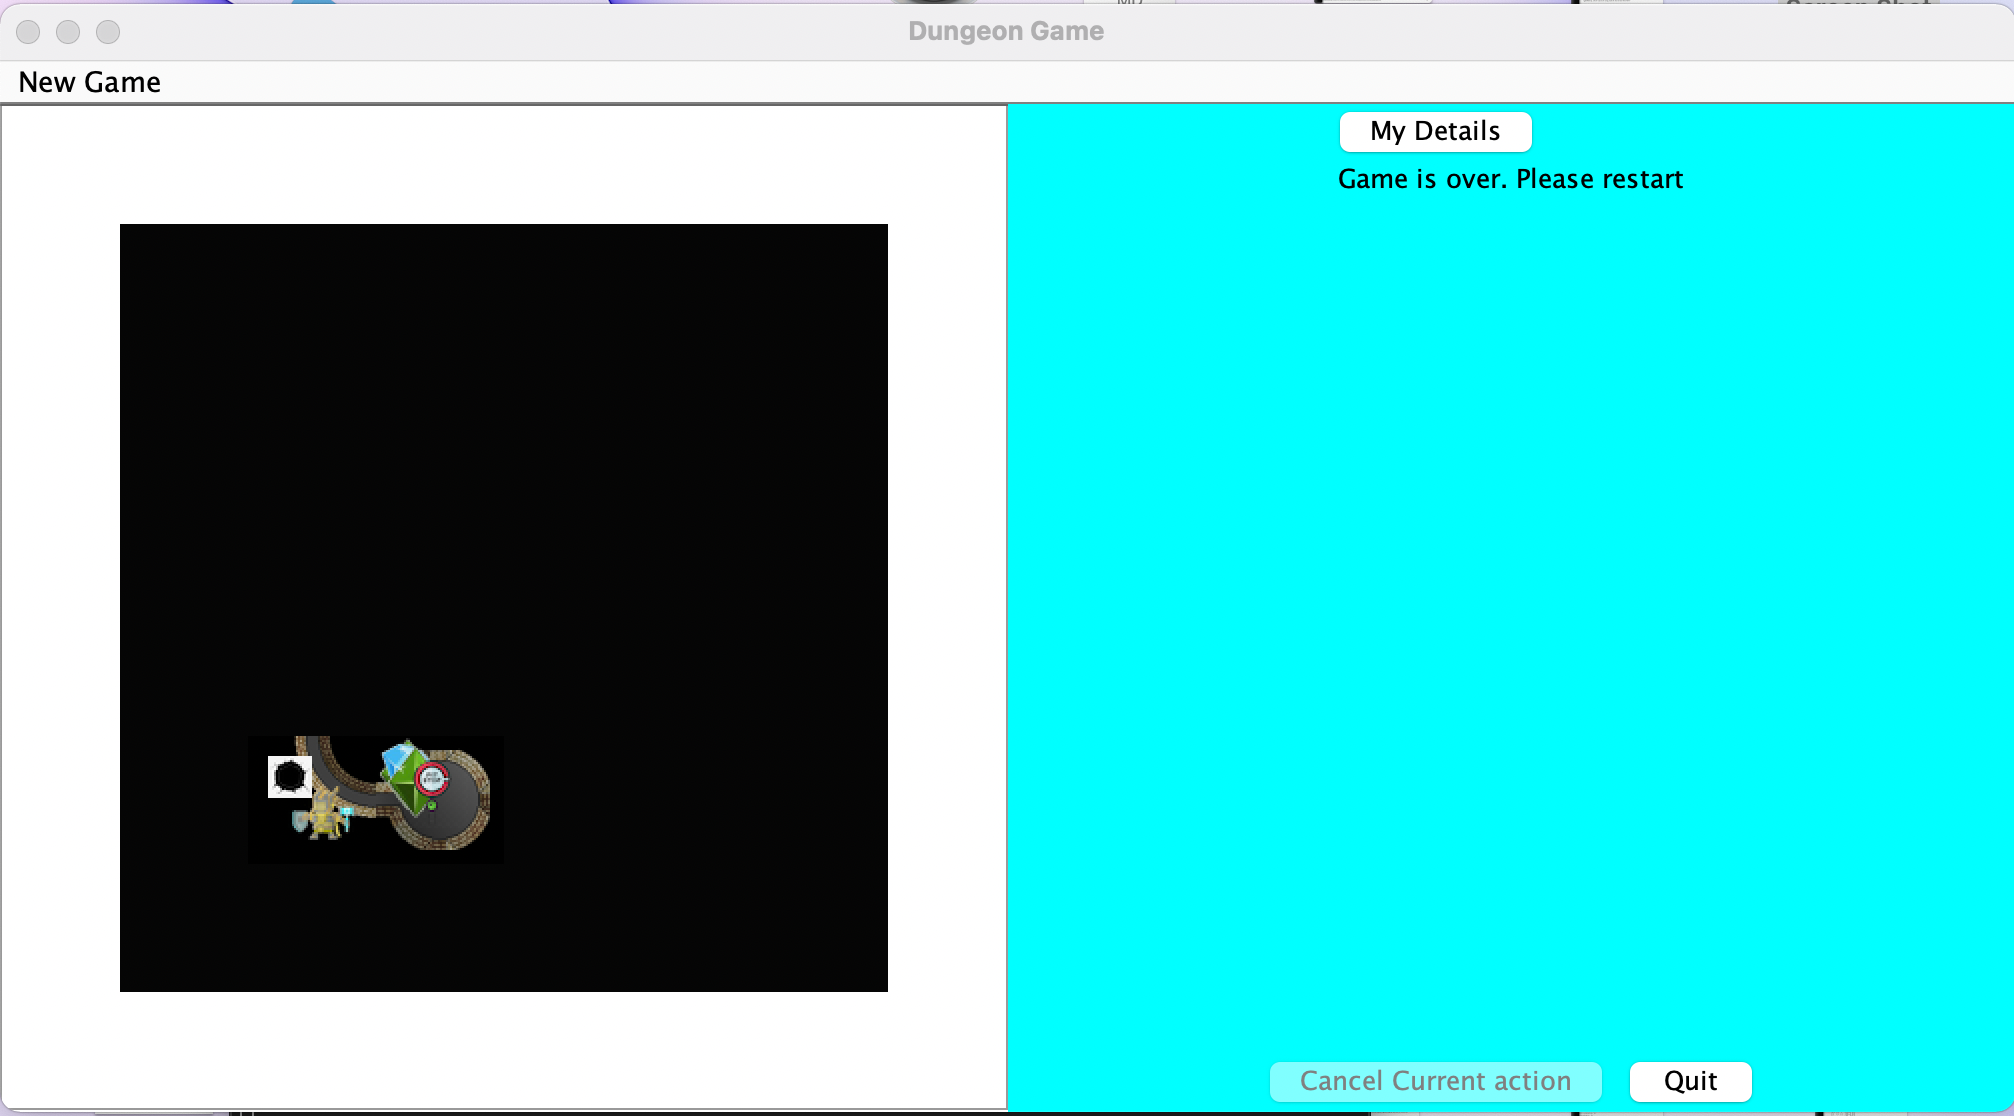 Dungeon Game
New Game
My Details
Game is over. Please restart
Cancel Current action
Quit